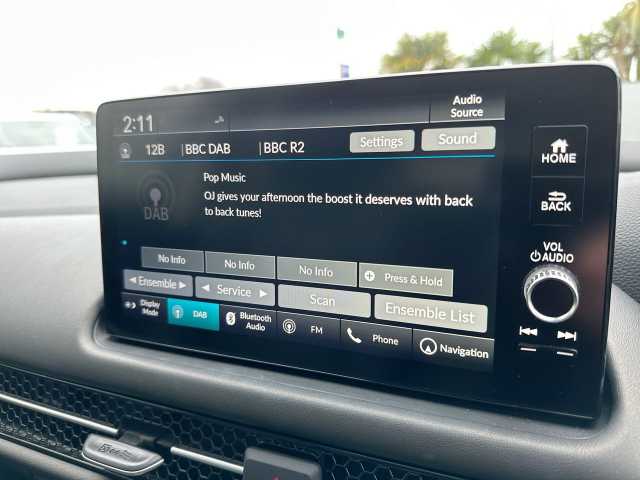 2:11
Audio
Source
12B
BBC DAB
BBC R2
Settings
Sound
HOME
Pop Music
OJ gives your afternoon the boost it deserves with back
to back tunes!
DAB
BACK
VOL
AUDIO
No Info
No Info
No Info
Press & Hold
Ensemble
Service
Scan
Ensemble List
Display
Mode
DAB
Bluetooth
Audio
FM
Phone
Navigation